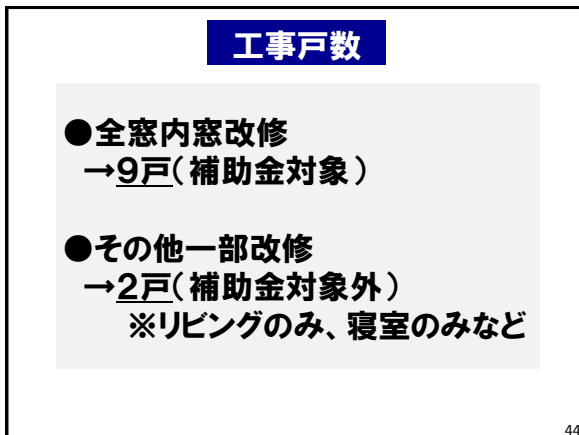 工事戸数
●全窓内窓改修
→9戸(補助金対象)
●その他一部改修
→2戸(補助金対象外)
※リビングのみ、寝室のみなど
44